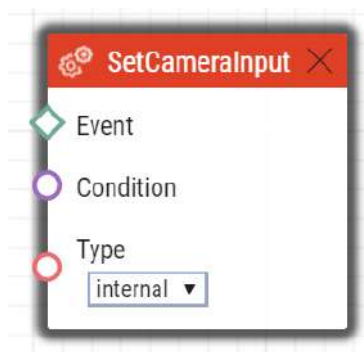 SetCameraInput
Event
Condition
Type
internal